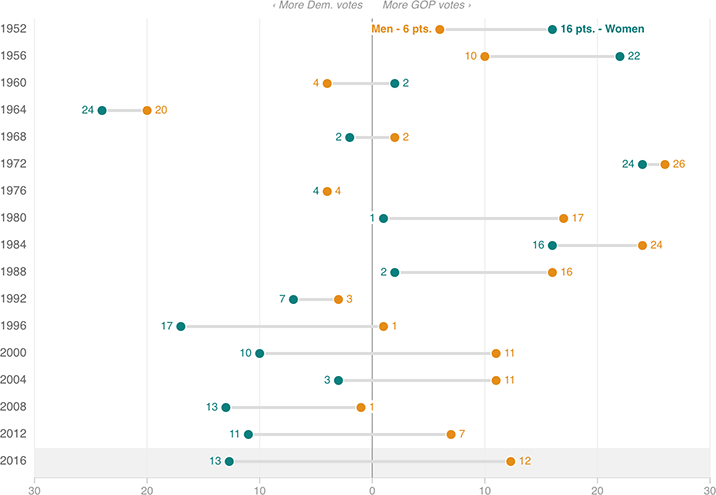 ‹ More Dem. votes More GOP votes ›
1952 Men - 6 pts. 16 pts. - Women
1956 10 22
1960 4 2
1964 24 20
1968 2 2
1972 24 26
1976 4 4
1980 1 17
1984 16 24
1988 2 16
1992 7 3
1996 17 1
2000 10 11
2004 3 11
2008 13 1
2012 11 7
2016 13 12
30 20 10 0 10 20 30